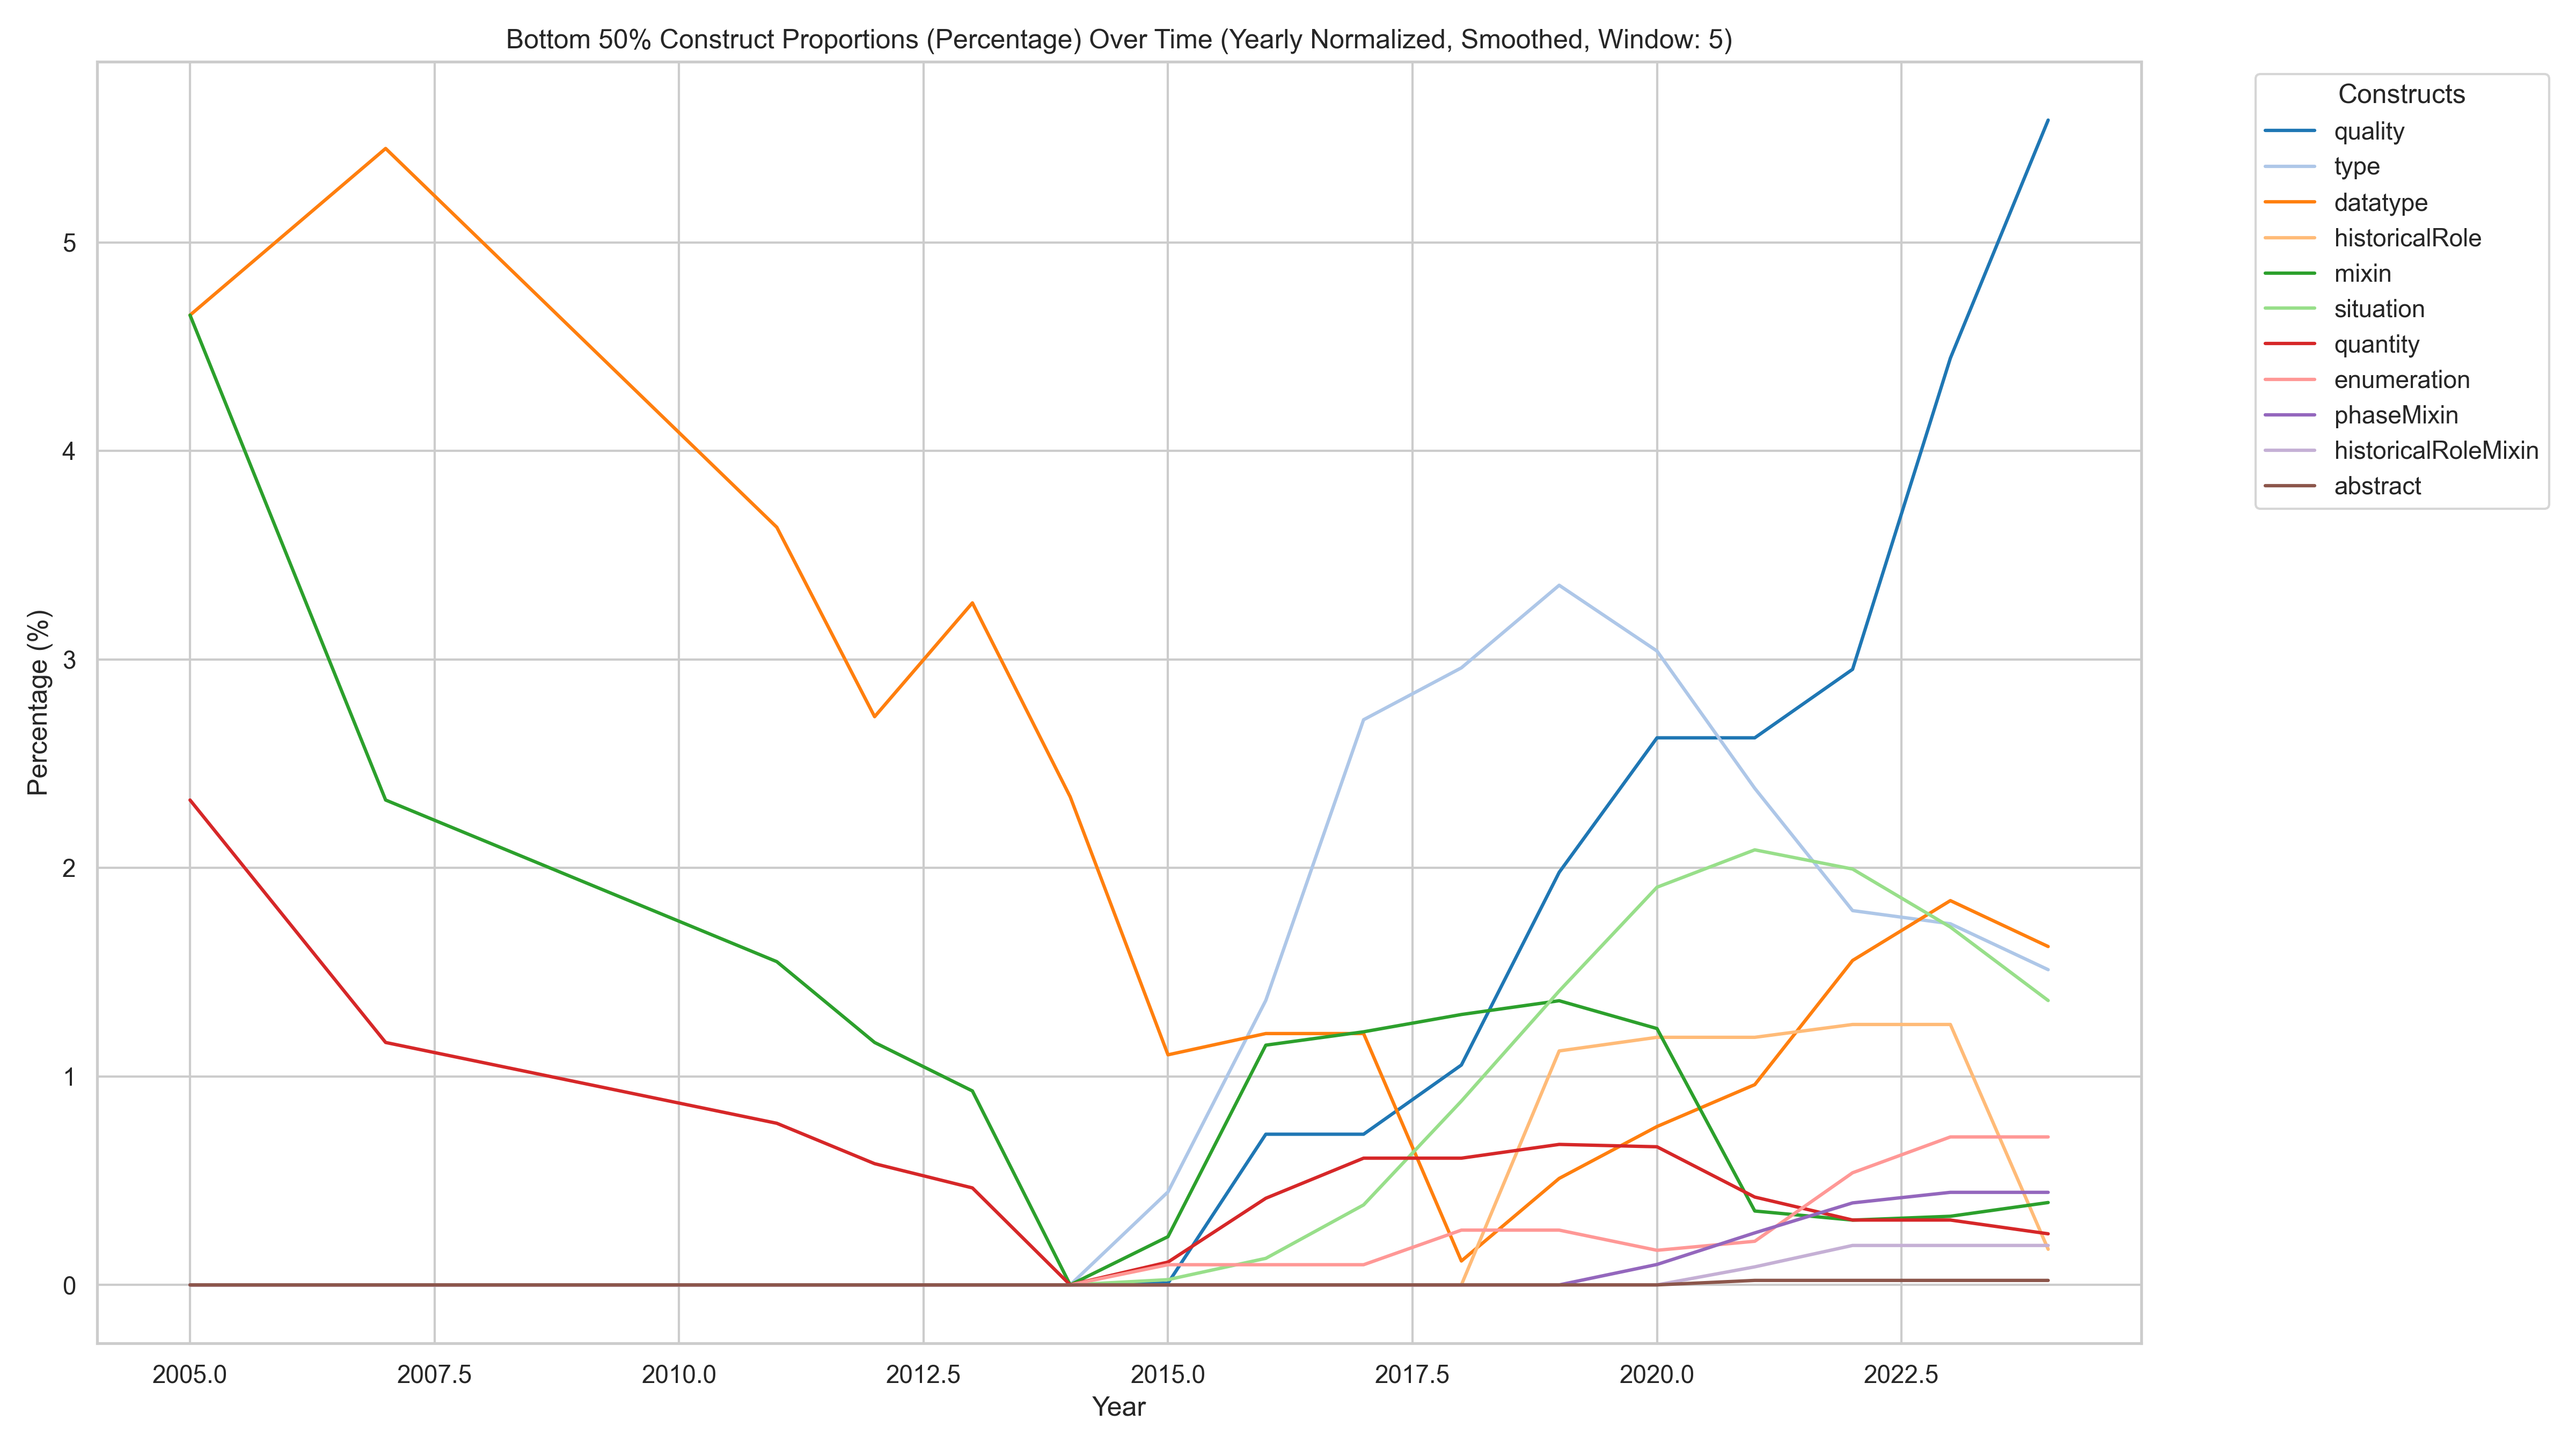 Bottom 50% Construct Proportions (Percentage) Over Time (Yearly Normalized, Smoothed, Window: 5)
Constructs
quality
type
datatype
historicalRole
mixin
situation
quantity
enumeration
phaseMixin
historicalRoleMixin
abstract
Percentage (%)
5
4
3
2
1
0
2005.0 2007.5 2010.0 2012.5 2015.0 2017.5 2020.0 2022.5
Year